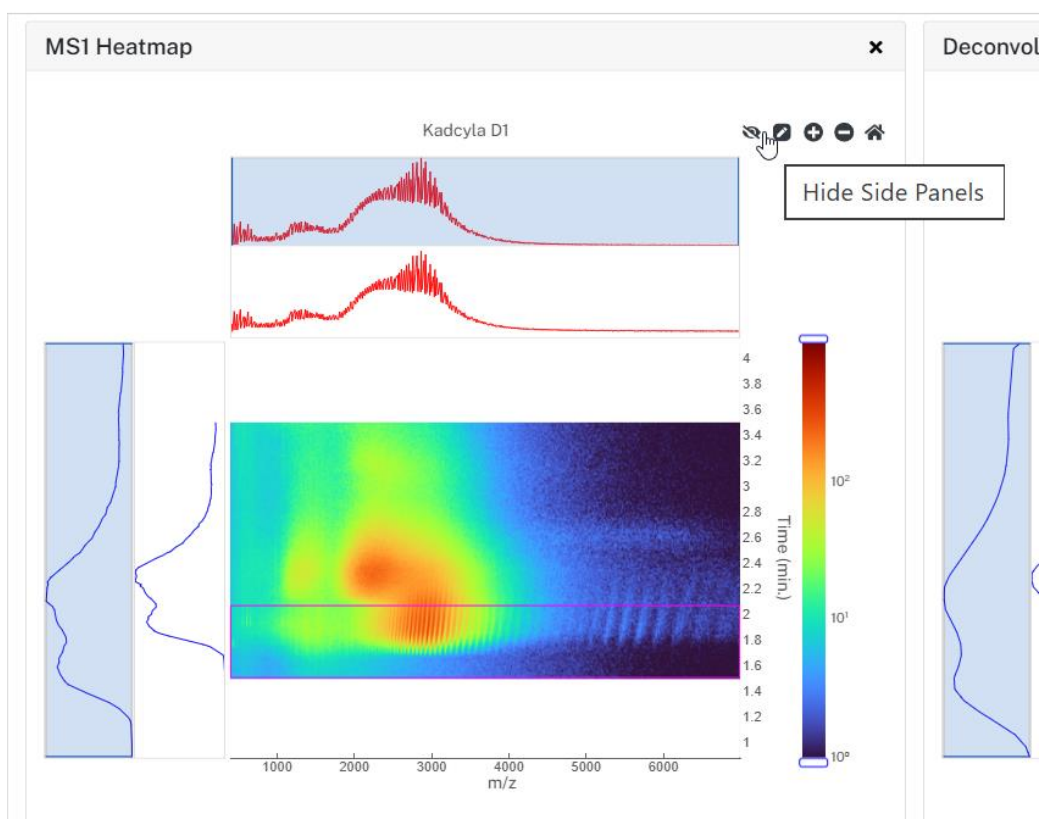 MS1 Heatmap
Deconvol
Kadcyla D1
Hide Side Panels
4
3.8
3.6
3.4
3.2
3
2.8
2.6
2.4
2.2
2
1.8
1.6
1.4
1.2
1
Time (min.)
10²
10¹
10⁰
1000 2000 3000 4000 5000 6000
m/z